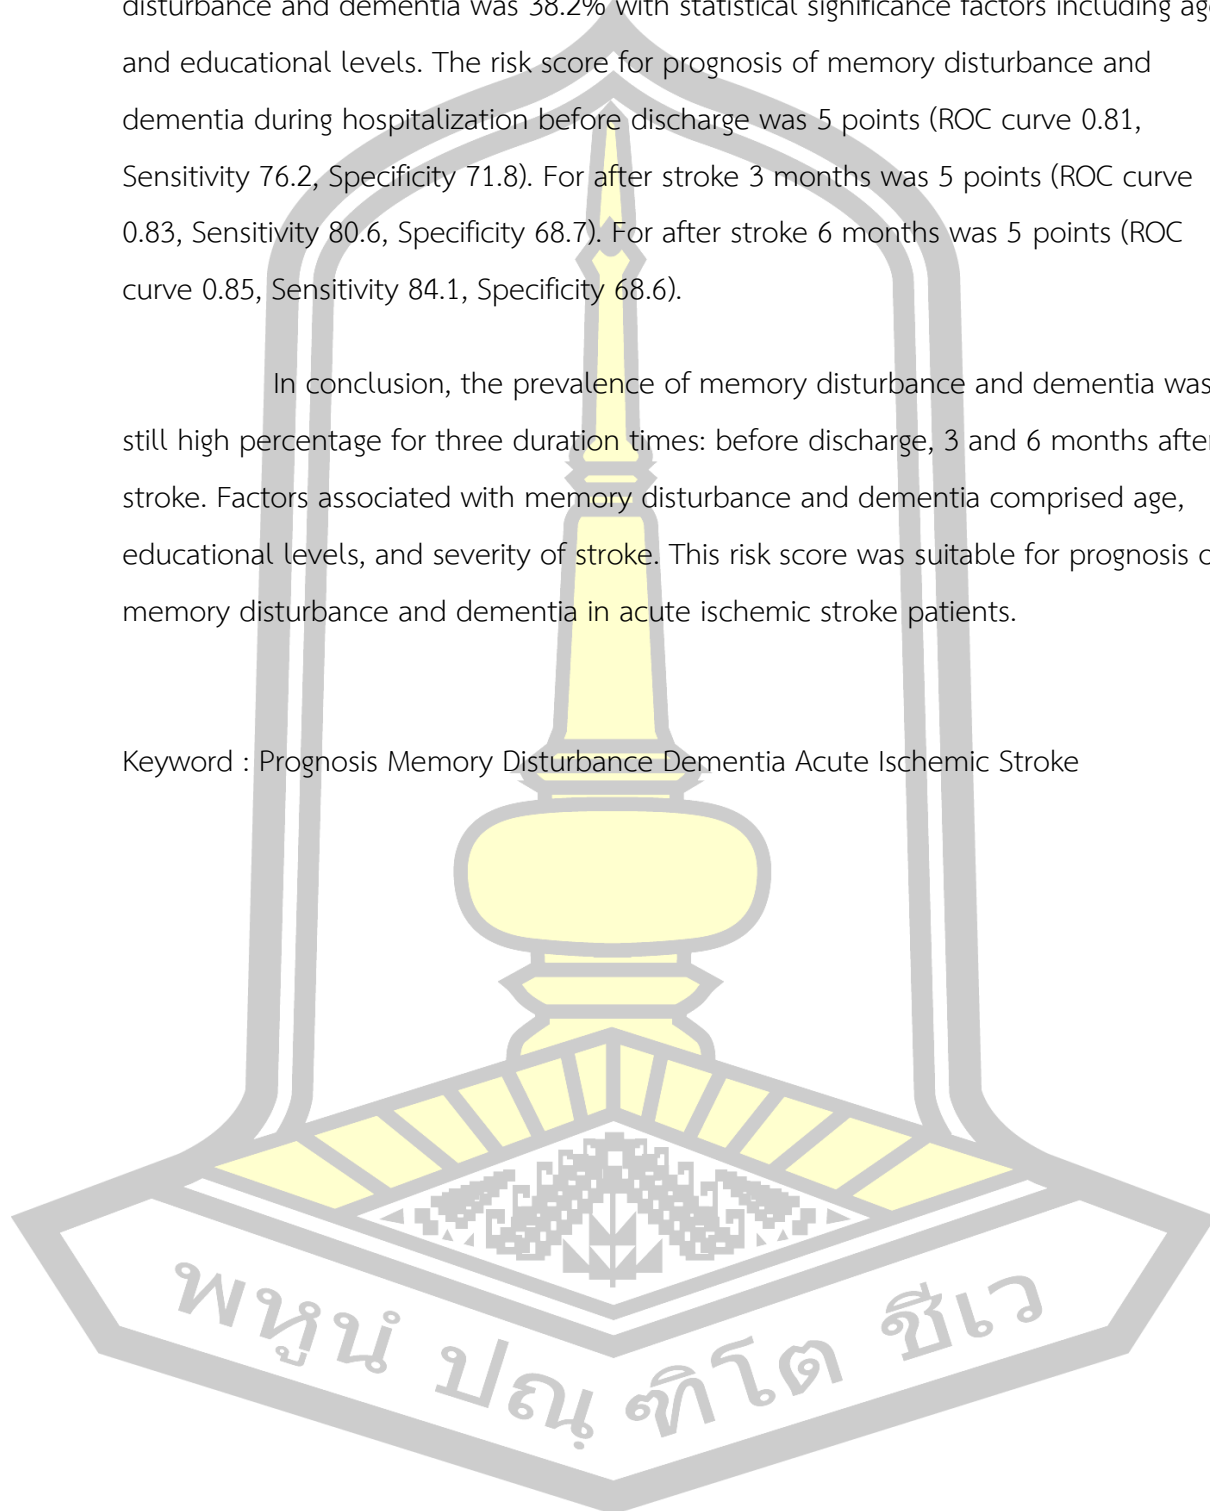 disturbance and dementia was 38.2% with statistical significance factors including age
and educational levels. The risk score for prognosis of memory disturbance and
dementia during hospitalization before discharge was 5 points (ROC curve 0.81,
Sensitivity 76.2, Specificity 71.8). For after stroke 3 months was 5 points (ROC curve
0.83, Sensitivity 80.6, Specificity 68.7). For after stroke 6 months was 5 points (ROC
curve 0.85, Sensitivity 84.1, Specificity 68.6).
In conclusion, the prevalence of memory disturbance and dementia was
still high percentage for three duration times: before discharge, 3 and 6 months after
stroke. Factors associated with memory disturbance and dementia comprised age,
educational levels, and severity of stroke. This risk score was suitable for prognosis o
memory disturbance and dementia in acute ischemic stroke patients.
Keyword : Prognosis Memory Disturbance Dementia Acute Ischemic Stroke
พหูนํ ปณฺฑิโต ชีเว